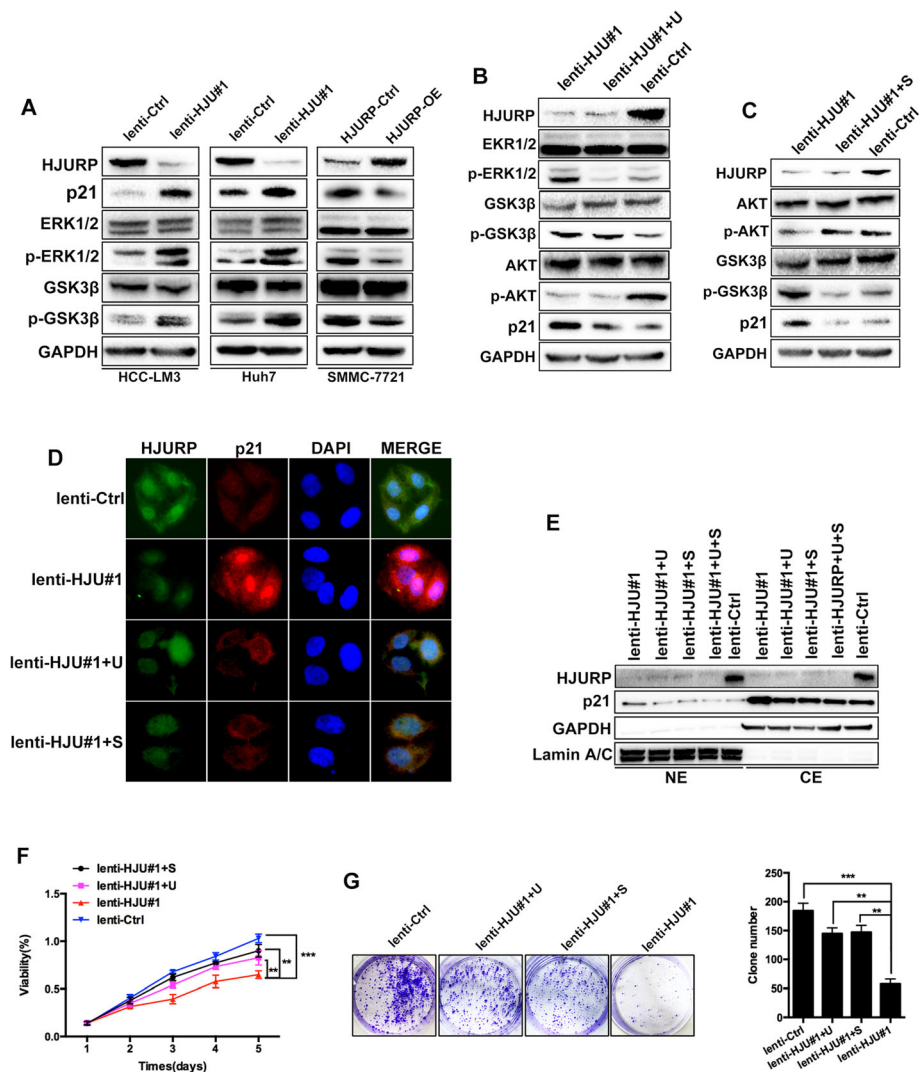 A
lenti-Ctrl
lenti-HJU#1
lenti-Ctrl
lenti-HJU#1
HJURP-Ctrl
HJURP-OE
HJURP
p21
ERK1/2
p-ERK1/2
GSK3β
p-GSK3β
GAPDH
HCC-LM3
Huh7
SMMC-7721
B
lenti-HJU#1
lenti-HJU#1+U
lenti-Ctrl
HJURP
EKR1/2
p-ERK1/2
GSK3β
p-GSK3β
AKT
p-AKT
p21
GAPDH
C
lenti-HJU#1
lenti-HJU#1+S
lenti-Ctrl
HJURP
AKT
p-AKT
GSK3β
p-GSK3β
p21
GAPDH
D
HJURP p21 DAPI MERGE
lenti-Ctrl
lenti-HJU#1
lenti-HJU#1+U
lenti-HJU#1+S
E
lenti-HJU#1
lenti-HJU#1+U
lenti-HJU#1+S
lenti-HJU#1+U+S
lenti-Ctrl
lenti-HJU#1
lenti-HJU#1+U
lenti-HJU#1+S
lenti-HJURP+U+S
lenti-Ctrl
HJURP
p21
GAPDH
Lamin A/C
NE
CE
F
lenti-HJU#1+S
lenti-HJU#1+U
lenti-HJU#1
lenti-Ctrl
Viability(%)
1.5
1.0
0.5
0.0
1 2 3 4 5
Times(days)
**
**
***
G
lenti-Ctrl
lenti-HJU#1+U
lenti-HJU#1+S
lenti-HJU#1
Clone number
250
200
150
100
50
0
***
**
**
lenti-Ctrl
lenti-HJU#1+U
lenti-HJU#1+S
lenti-HJU#1